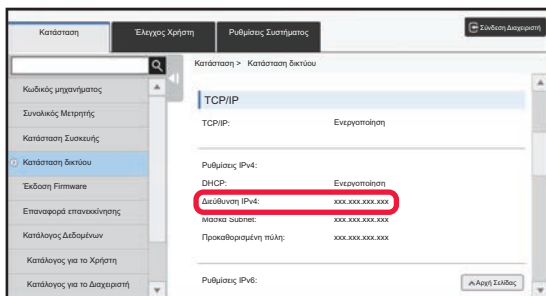 Κατάσταση
Έλεγχος Χρήστη
Ρυθμίσεις Συστήματος
Σύνδεση Διαχειριστή
Κατάσταση > Κατάσταση δικτύου
Κωδικός μηχανήματος
Συνολικός Μετρητής
Κατάσταση Συσκευής
Κατάσταση δικτύου
Έκδοση Firmware
Επαναφορά επανεκκίνησης
Κατάλογος Δεδομένων
Κατάλογος για το Χρήστη
Κατάλογος για το Διαχειριστή
TCP/IP
TCP/IP: Ενεργοποίηση
Ρυθμίσεις IPv4:
DHCP: Ενεργοποίηση
Διεύθυνση IPv4: xxx.xxx.xxx.xxx
Μάσκα Subnet: xxx.xxx.xxx.xxx
Προκαθορισμένη πύλη: xxx.xxx.xxx.xxx
Ρυθμίσεις IPv6:
Αρχή Σελίδας